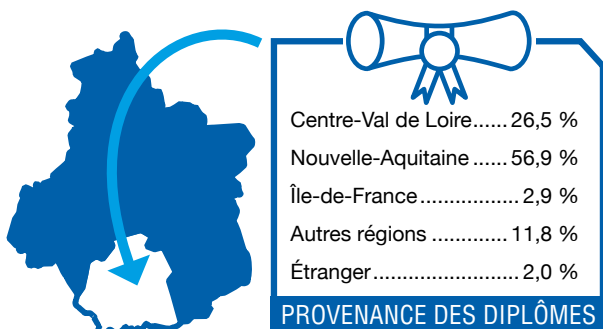 Centre-Val de Loire...... 26,5 %
Nouvelle-Aquitaine ...... 56,9 %
Île-de-France................. 2,9 %
Autres régions ............. 11,8 %
Étranger......................... 2,0 %
PROVENANCE DES DIPLÔMES